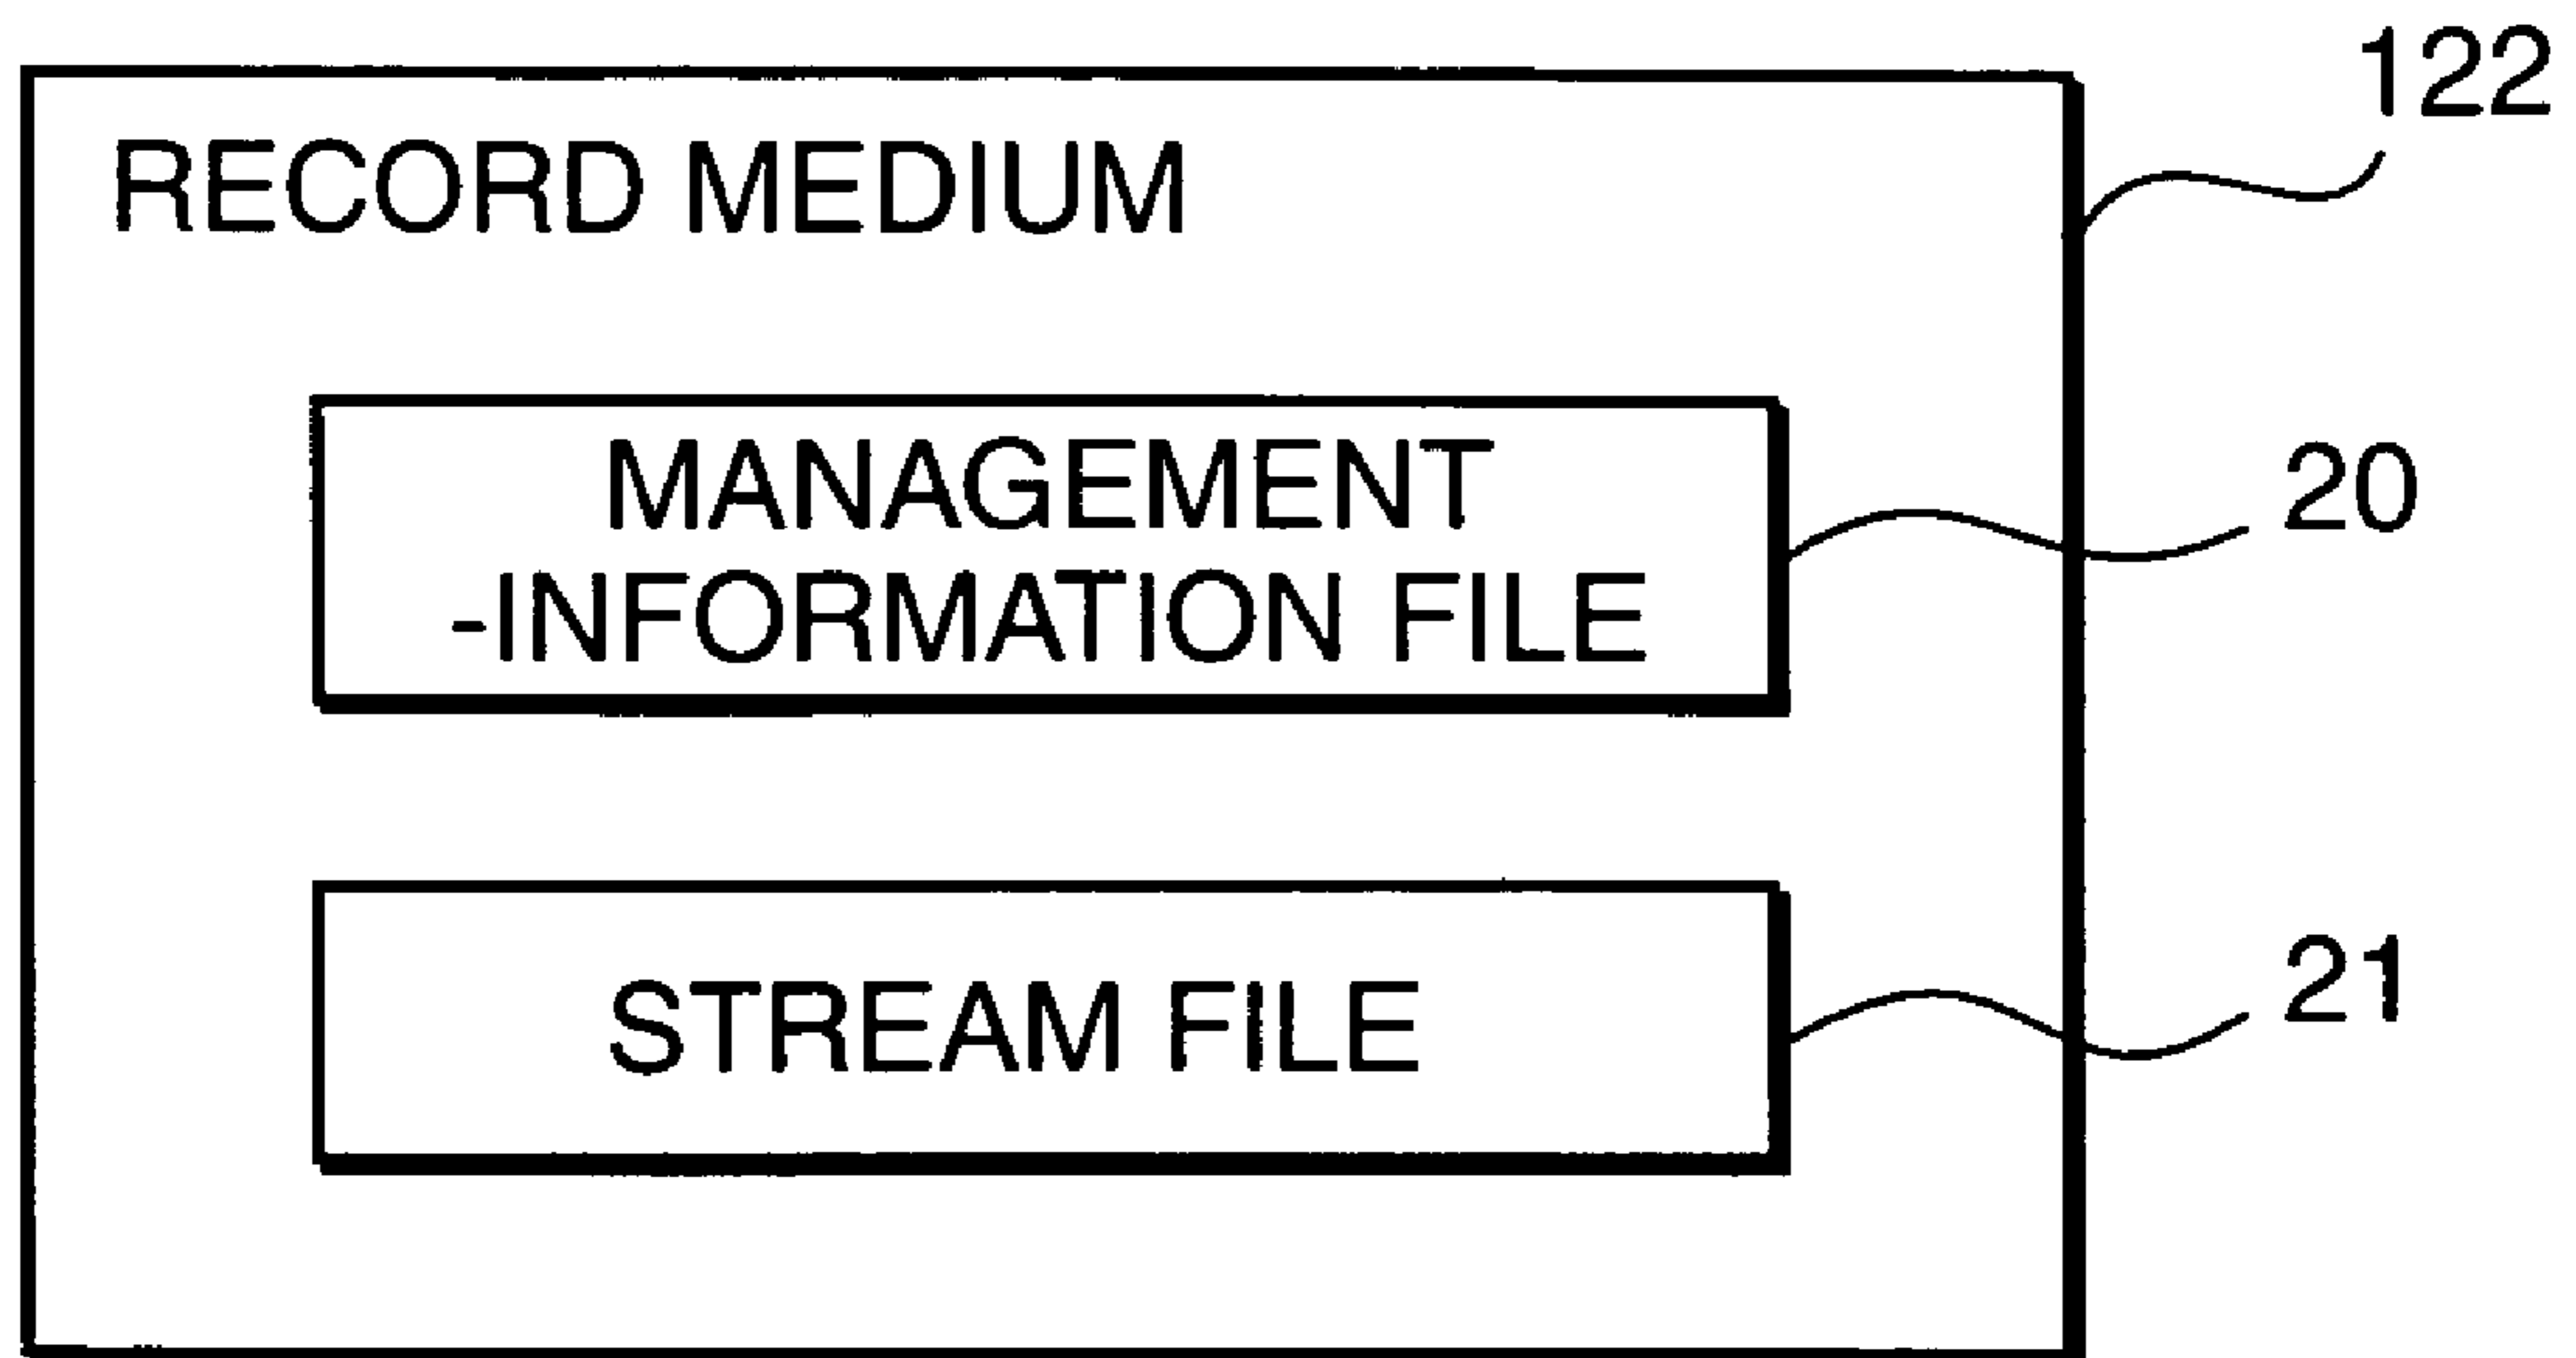 122
RECORD MEDIUM
MANAGEMENT
-INFORMATION FILE
20
STREAM FILE
21